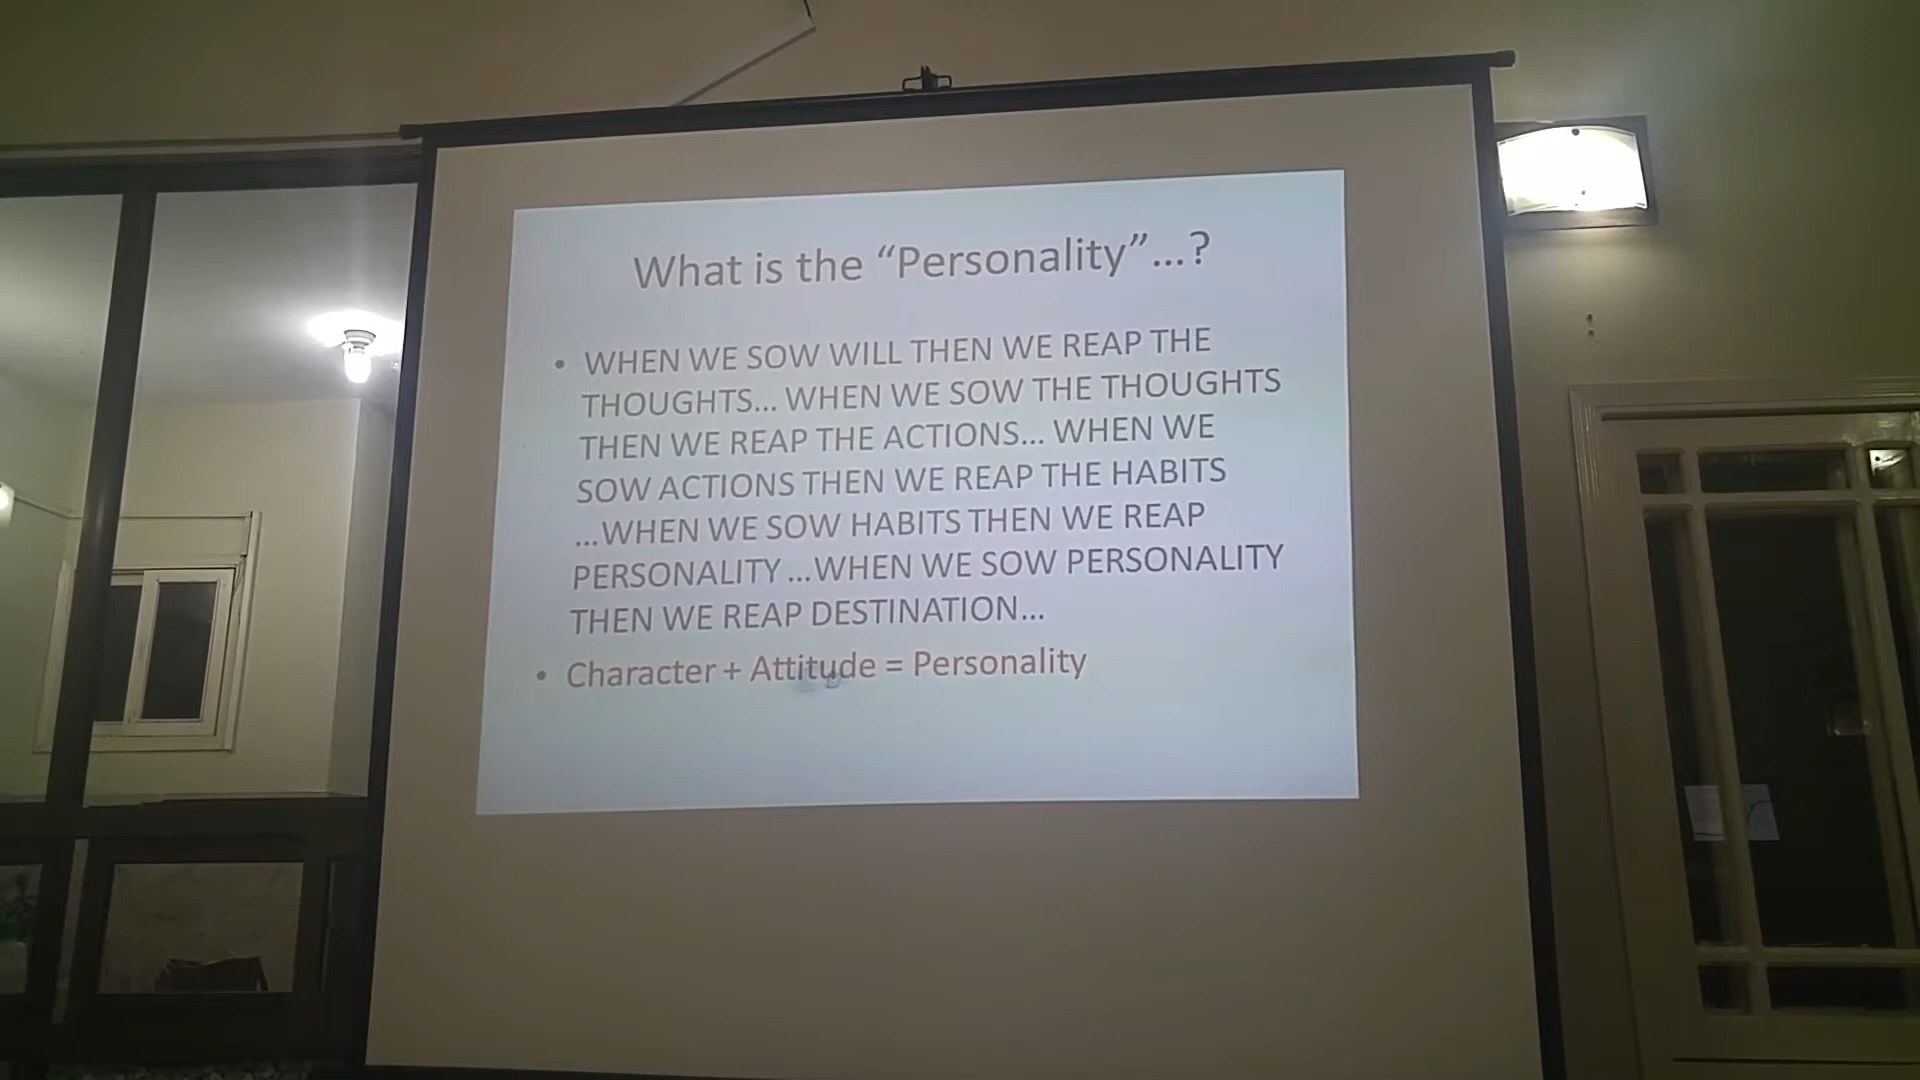 What is the “Personality”...?
• WHEN WE SOW WILL THEN WE REAP THE
THOUGHTS... WHEN WE SOW THE THOUGHTS
THEN WE REAP THE ACTIONS... WHEN WE
SOW ACTIONS THEN WE REAP THE HABITS
...WHEN WE SOW HABITS THEN WE REAP
PERSONALITY ...WHEN WE SOW PERSONALITY
THEN WE REAP DESTINATION...
• Character + Attitude = Personality